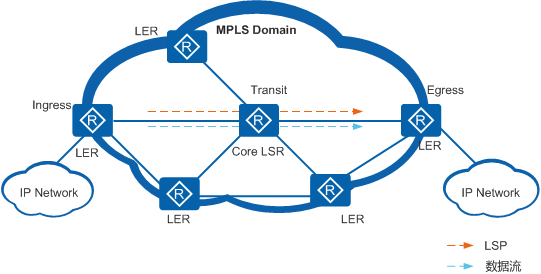 LER
MPLS Domain
R
Transit
Egress
Ingress
R
R
R
LER
Core LSR
LER
IP Network
R
R
IP Network
LER
LER
LSP
数据流